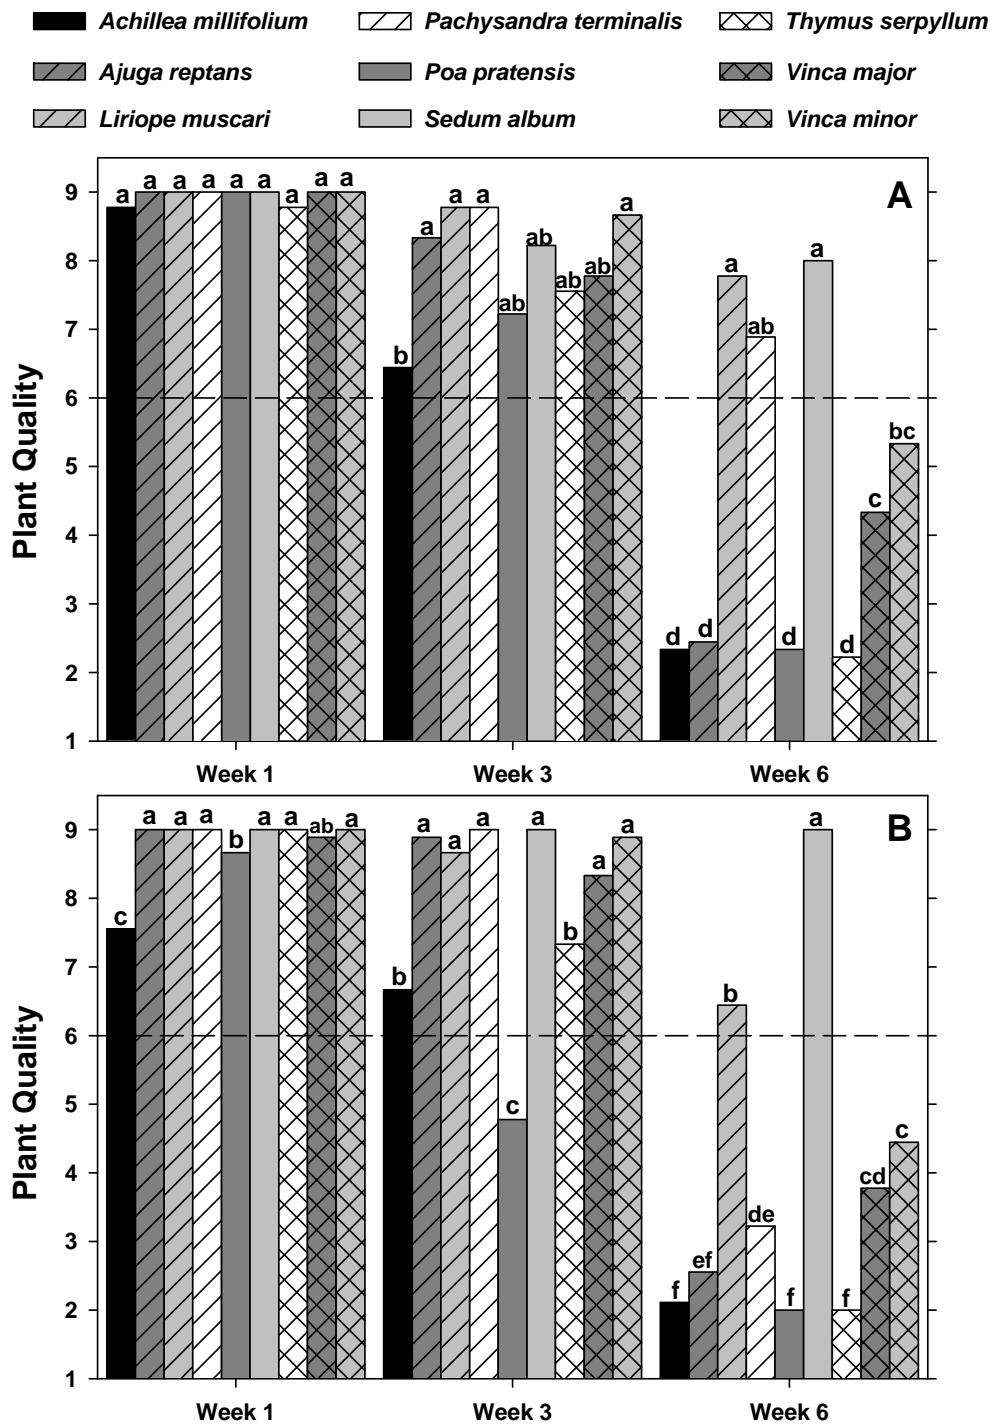 Achillea millifolium Pachysandra terminalis Thymus serpyllum
Ajuga reptans Poa pratensis Vinca major
Liriope muscari Sedum album Vinca minor
A
a a a a a a a a a
a a a ab ab a
b ab ab
a ab a
bc
c
d d d d
9
8
7
6
5
4
3
2
1
Plant Quality
Week 1 Week 3 Week 6
B
c a a a b a a ab a
b a a a c a b a a
f ef b de f a f cd c
9
8
7
6
5
4
3
2
1
Plant Quality
Week 1 Week 3 Week 6